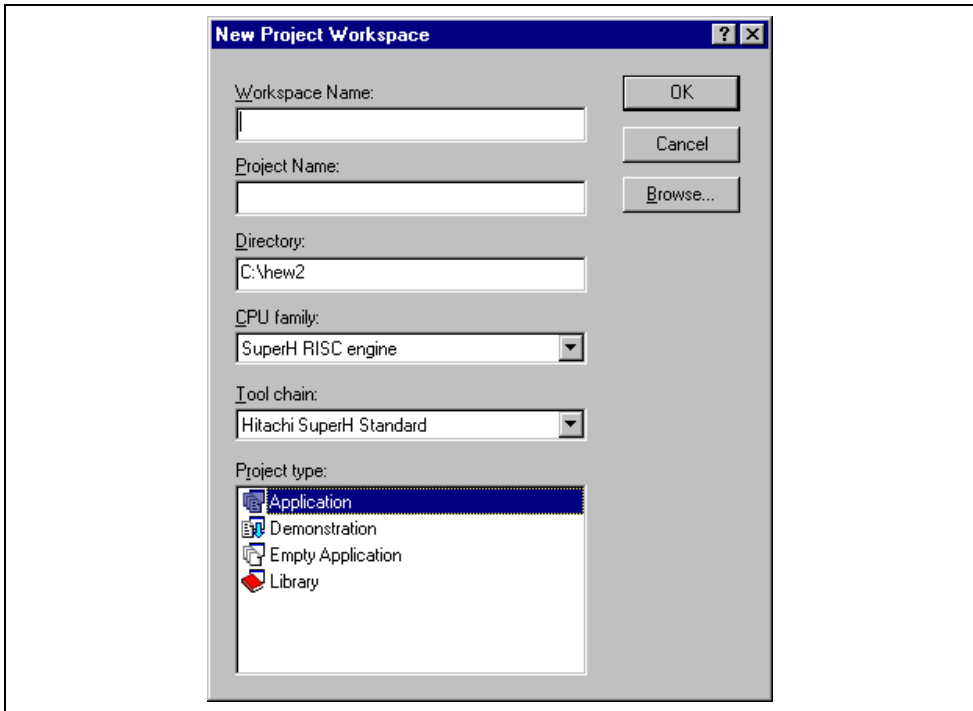 New Project Workspace
Workspace Name:
OK
Cancel
Project Name:
Browse...
Directory:
C:\hew2
CPU family:
SuperH RISC engine
Tool chain:
Hitachi SuperH Standard
Project type:
Application
Demonstration
Empty Application
Library